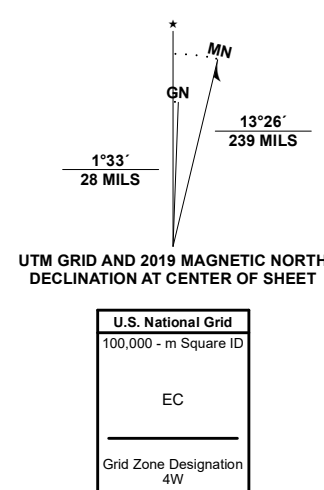 ★
MN
GN
13°26´
239 MILS
1°33´
28 MILS
UTM GRID AND 2019 MAGNETIC NORTH
DECLINATION AT CENTER OF SHEET
U.S. National Grid
100,000 - m Square ID
EC
Grid Zone Designation
4W